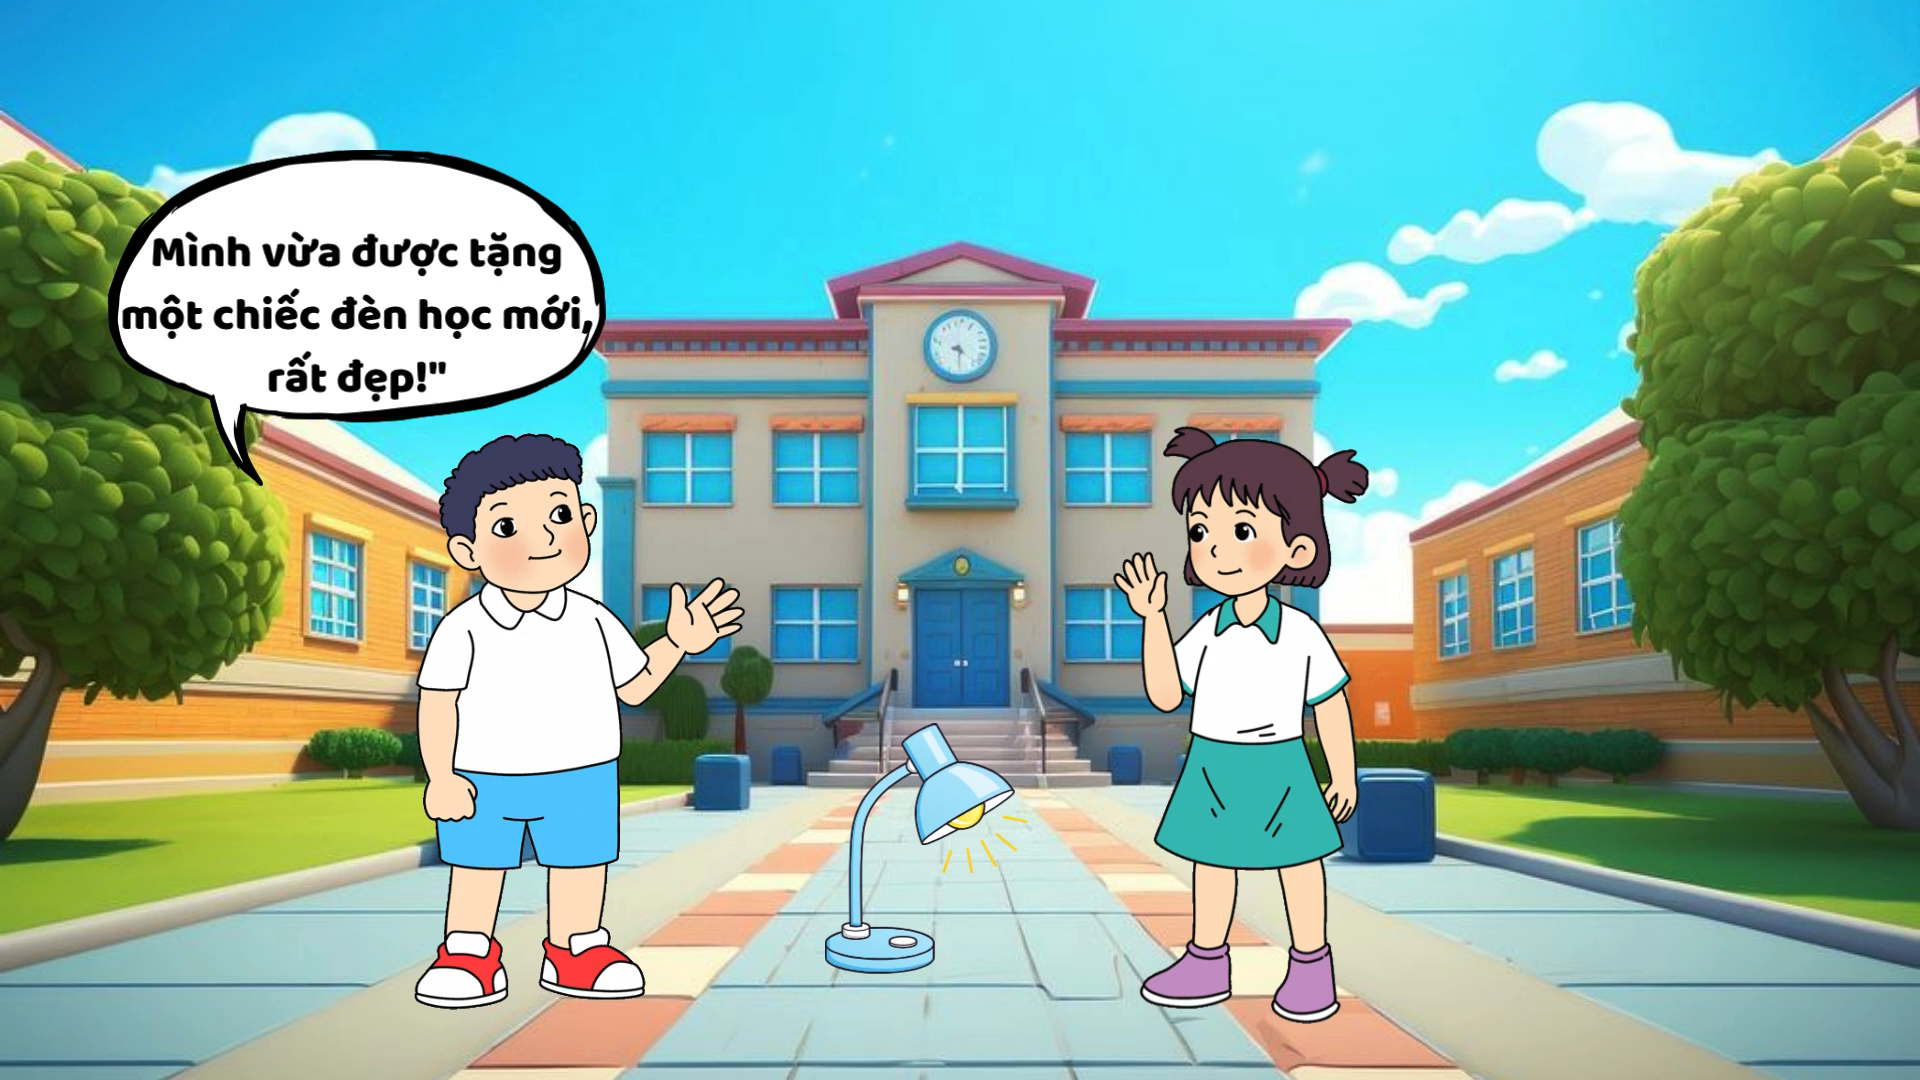 Mình vừa được tặng
một chiếc đèn học mới,
rất đẹp!"